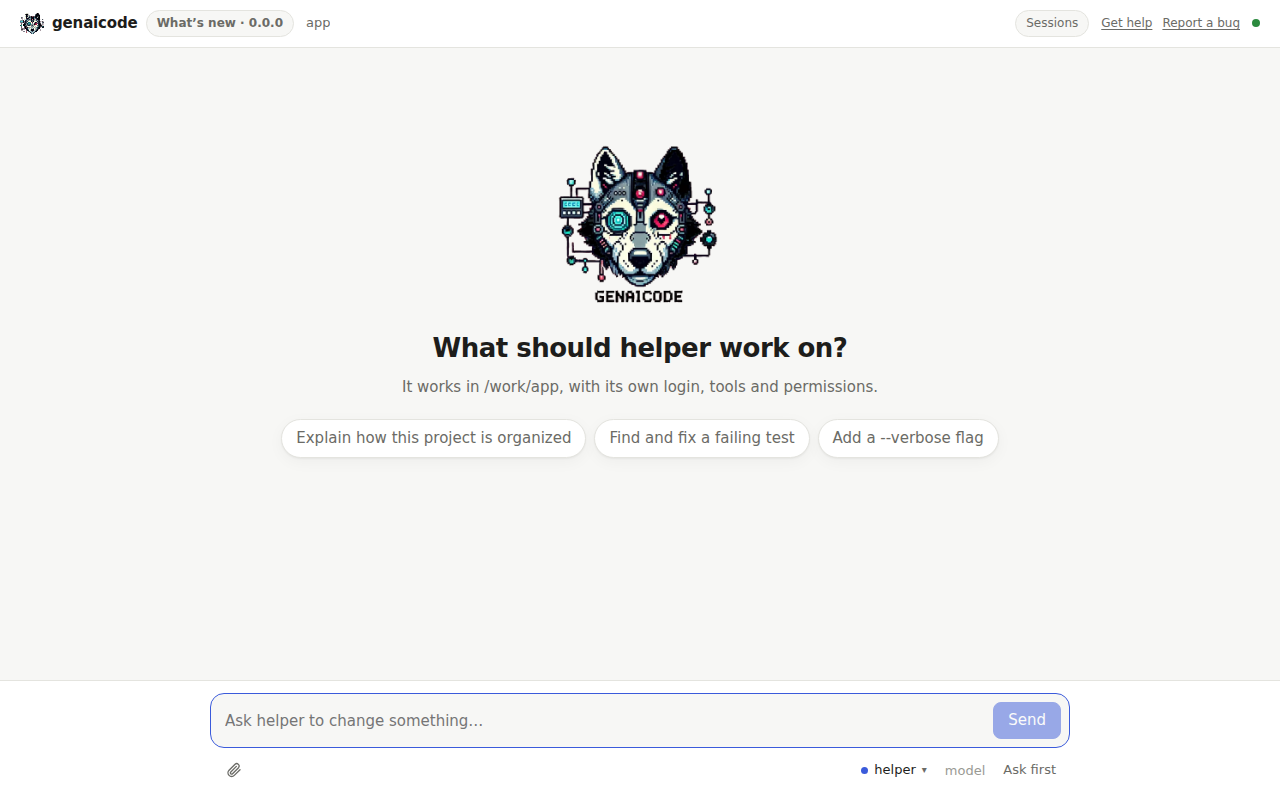 genaicode
What’s new · 0.0.0
app
Sessions
Get help
Report a bug
GENAICODE
What should helper work on?
It works in /work/app, with its own login, tools and permissions.
Explain how this project is organized
Find and fix a failing test
Add a --verbose flag
Ask helper to change something…
Send
helper ▾
model
Ask first